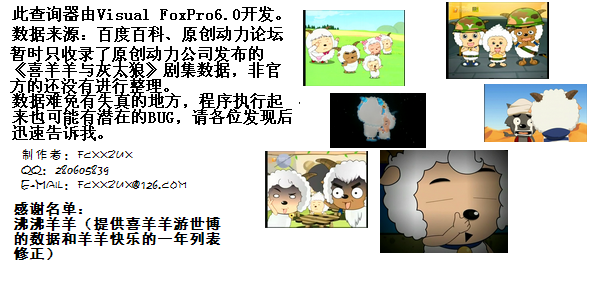 此查询器由Visual FoxPro6.0开发。
数据来源：百度百科、原创动力论坛
暂时只收录了原创动力公司发布的
《喜羊羊与灰太狼》剧集数据，非官
方的还没有进行整理。
数据难免有失真的地方，程序执行起
来也可能有潜在的BUG，请各位发现后
迅速告诉我。
制作者：FCXXZUX
QQ：280605839
E-MAIL：FCXXZUX@126.COM
感谢名单：
沸沸羊羊（提供喜羊羊游世博
的数据和羊羊快乐的一年列表
修正）